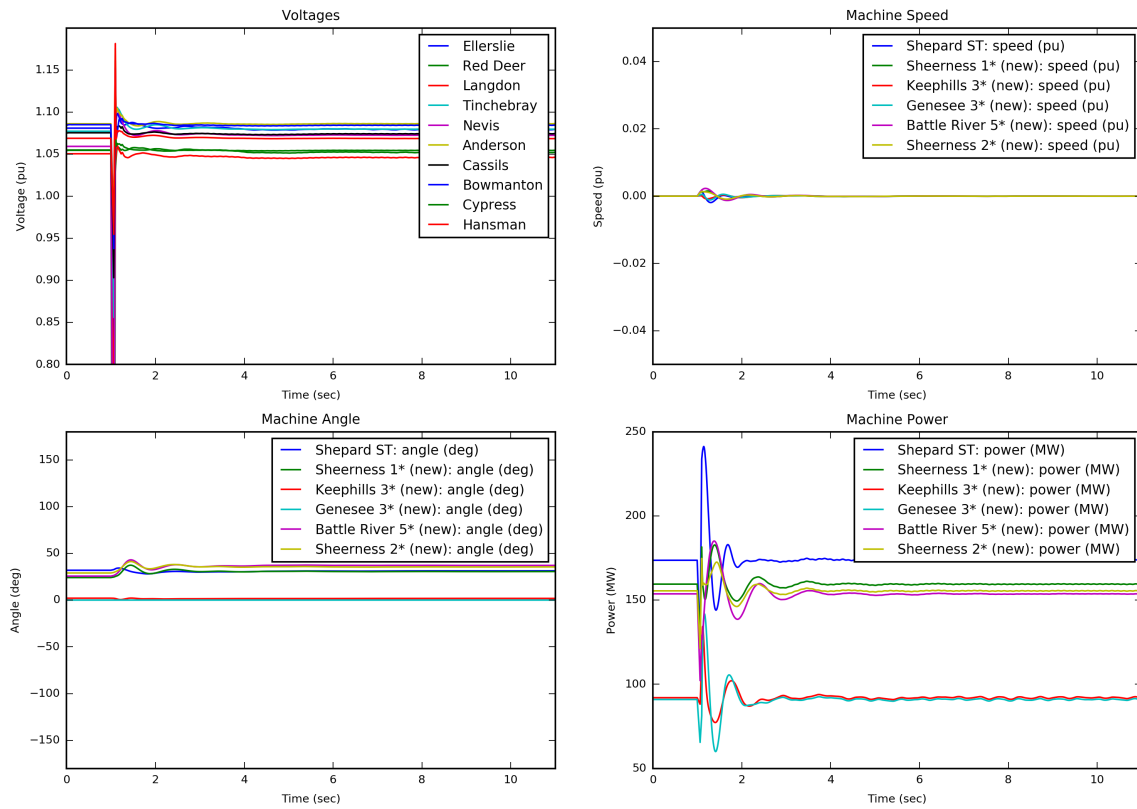 Voltages
Voltage (pu)
1.15
1.10
1.05
1.00
0.95
0.90
0.85
0.80
Ellerslie
Red Deer
Langdon
Tinchebray
Nevis
Anderson
Cassils
Bowmanton
Cypress
Hansman
0 2 4 6 8 10
Time (sec)
Machine Speed
Speed (pu)
0.04
0.02
0.00
−0.02
−0.04
Shepard ST: speed (pu)
Sheerness 1* (new): speed (pu)
Keephills 3* (new): speed (pu)
Genesee 3* (new): speed (pu)
Battle River 5* (new): speed (pu)
Sheerness 2* (new): speed (pu)
0 2 4 6 8 10
Time (sec)
Machine Angle
Angle (deg)
150
100
50
0
−50
−100
−150
Shepard ST: angle (deg)
Sheerness 1* (new): angle (deg)
Keephills 3* (new): angle (deg)
Genesee 3* (new): angle (deg)
Battle River 5* (new): angle (deg)
Sheerness 2* (new): angle (deg)
0 2 4 6 8 10
Time (sec)
Machine Power
Power (MW)
250
200
150
100
50
Shepard ST: power (MW)
Sheerness 1* (new): power (MW)
Keephills 3* (new): power (MW)
Genesee 3* (new): power (MW)
Battle River 5* (new): power (MW)
Sheerness 2* (new): power (MW)
0 2 4 6 8 10
Time (sec)